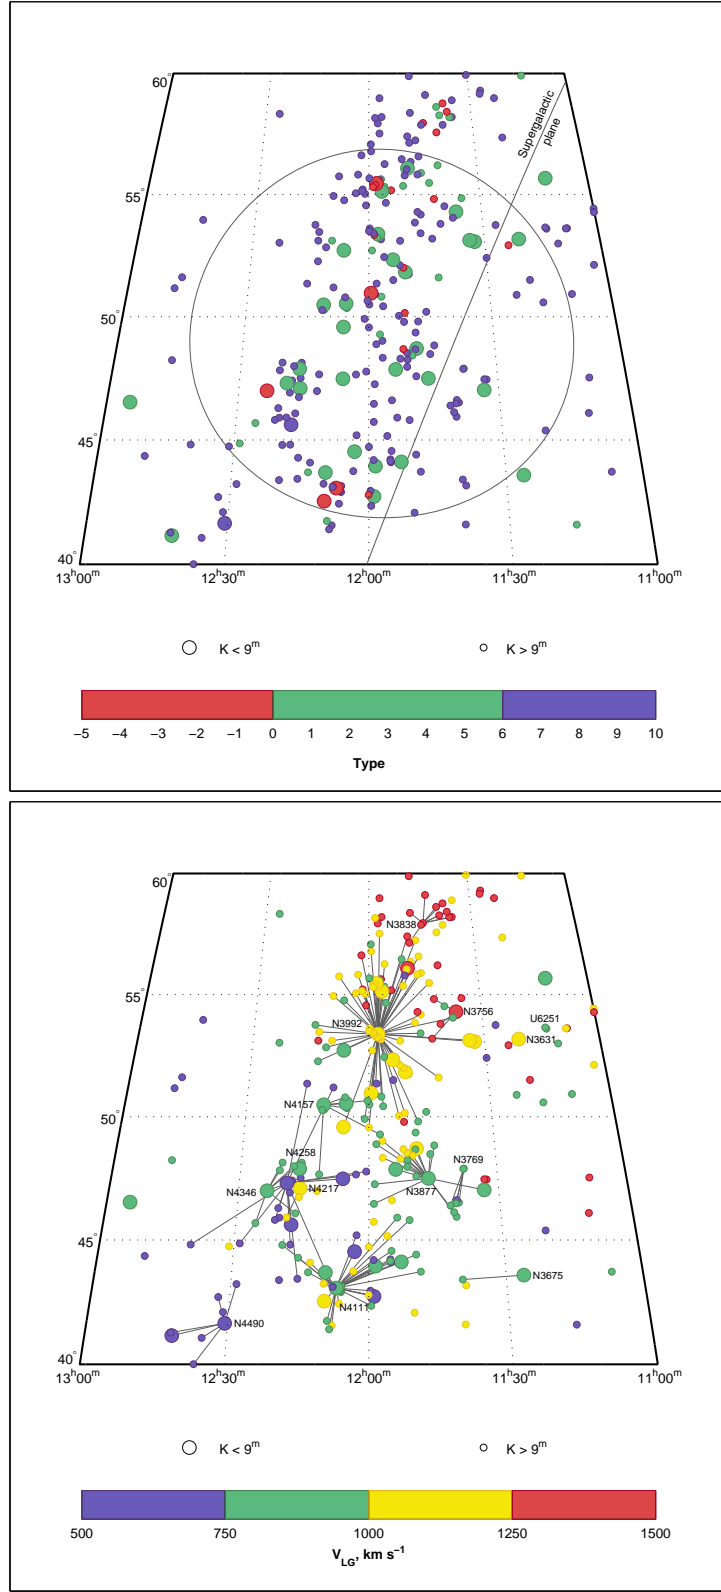 60°
Supergalactic
plane
55°
50°
45°
40°
13ʰ00ᵐ 12ʰ30ᵐ 12ʰ00ᵐ 11ʰ30ᵐ 11ʰ00ᵐ
K < 9ᵐ K > 9ᵐ
−5 −4 −3 −2 −1 0 1 2 3 4 5 6 7 8 9 10
Type
60°
N3838
55°
N3756
N3992
U6251
N3631
50°
N4157
N4258
N3769
N4346
N4217
N3877
45°
N3675
N4111
N4490
40°
13ʰ00ᵐ 12ʰ30ᵐ 12ʰ00ᵐ 11ʰ30ᵐ 11ʰ00ᵐ
K < 9ᵐ K > 9ᵐ
500 750 1000 1250 1500
V_LG, km s⁻¹